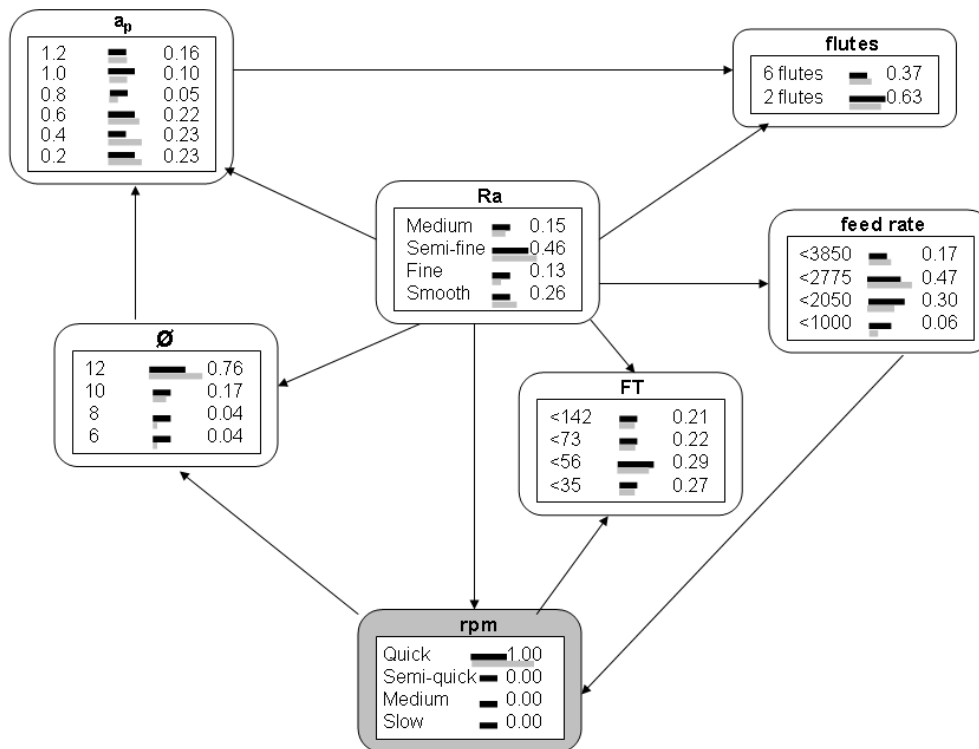 aₚ
1.2 0.16
1.0 0.10
0.8 0.05
0.6 0.22
0.4 0.23
0.2 0.23
flutes
6 flutes 0.37
2 flutes 0.63
Ra
Medium 0.15
Semi-fine 0.46
Fine 0.13
Smooth 0.26
feed rate
<3850 0.17
<2775 0.47
<2050 0.30
<1000 0.06
Ø
12 0.76
10 0.17
8 0.04
6 0.04
FT
<142 0.21
<73 0.22
<56 0.29
<35 0.27
rpm
Quick 1.00
Semi-quick 0.00
Medium 0.00
Slow 0.00